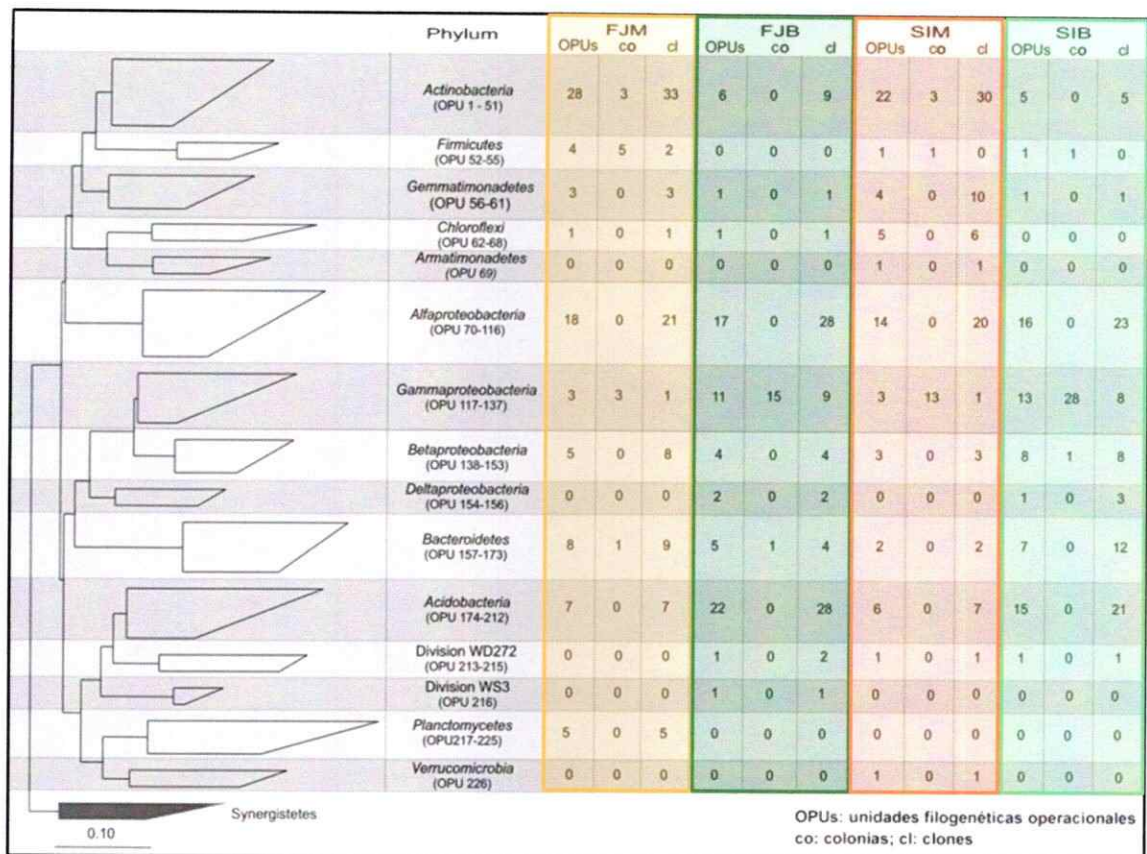 Phylum FJM FJB SIM SIB
OPUs co cl OPUs co cl OPUs co cl OPUs co cl
Actinobacteria
(OPU 1 - 51) 28 3 33 6 0 9 22 3 30 5 0 5
Firmicutes
(OPU 52-55) 4 5 2 0 0 0 1 1 0 1 1 0
Gemmatimonadetes
(OPU 56-61) 3 0 3 1 0 1 4 0 10 1 0 1
Chloroflexi
(OPU 62-68) 1 0 1 1 0 1 5 0 6 0 0 0
Armatimonadetes
(OPU 69) 0 0 0 0 0 0 1 0 1 0 0 0
Alfaproteobacteria
(OPU 70-116) 18 0 21 17 0 28 14 0 20 16 0 23
Gammaproteobacteria
(OPU 117-137) 3 3 1 11 15 9 3 13 1 13 28 8
Betaproteobacteria
(OPU 138-153) 5 0 8 4 0 4 3 0 3 8 1 8
Deltaproteobacteria
(OPU 154-156) 0 0 0 2 0 2 0 0 0 1 0 3
Bacteroidetes
(OPU 157-173) 8 1 9 5 1 4 2 0 2 7 0 12
Acidobacteria
(OPU 174-212) 7 0 7 22 0 28 6 0 7 15 0 21
Division WD272
(OPU 213-215) 0 0 0 1 0 2 1 0 1 1 0 1
Division WS3
(OPU 216) 0 0 0 1 0 1 0 0 0 0 0 0
Planctomycetes
(OPU217-225) 5 0 5 0 0 0 0 0 0 0 0 0
Verrucomicrobia
(OPU 226) 0 0 0 0 0 0 1 0 1 0 0 0
Synergistetes
0.10
OPUs: unidades filogenéticas operacionales
co: colonias; cl: clones